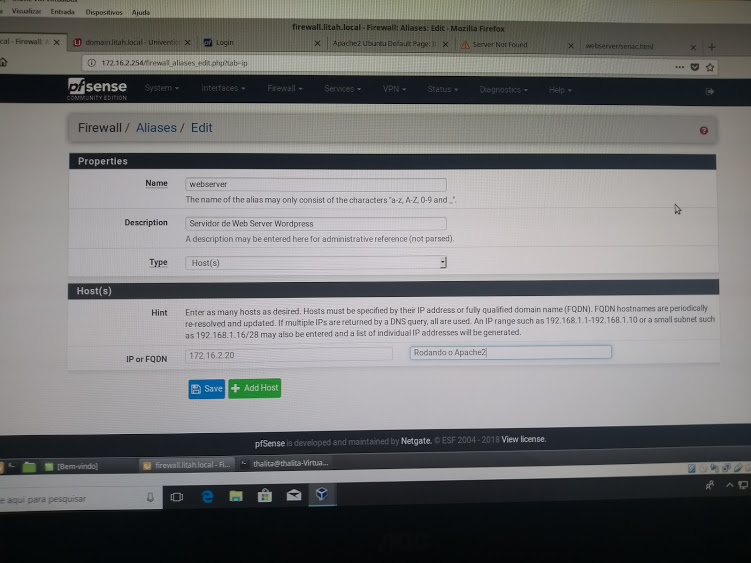 Visualizar Entrada Dispositivos Ajuda
firewall.litah.local - Firewall: Aliases: Edit - Mozilla Firefox
cal - Firewall: A × domain.litah.local - Univentio × Login × Apache2 Ubuntu Default Page: I × Server Not Found × webserver/senac.html × +
172.16.2.254/firewall_aliases_edit.php?tab=ip
pfsense COMMUNITY EDITION System Interfaces Firewall Services VPN Status Diagnostics Help
Firewall / Aliases / Edit
Properties
Name webserver
The name of the alias may only consist of the characters "a-z, A-Z, 0-9 and _".
Description Servidor de Web Server Wordpress
A description may be entered here for administrative reference (not parsed).
Type Host(s)
Host(s)
Hint Enter as many hosts as desired. Hosts must be specified by their IP address or fully qualified domain name (FQDN). FQDN hostnames are periodically
re-resolved and updated. If multiple IPs are returned by a DNS query, all are used. An IP range such as 192.168.1.1-192.168.1.10 or a small subnet such
as 192.168.1.16/28 may also be entered and a list of individual IP addresses will be generated.
IP or FQDN 172.16.2.20 Rodando o Apache2
Save + Add Host
pfSense is developed and maintained by Netgate. © ESF 2004 - 2018 View license.
[Bem-vindo] firewall.litah.local - Fi... thalita@thalita-Virtua...
e aqui para pesquisar